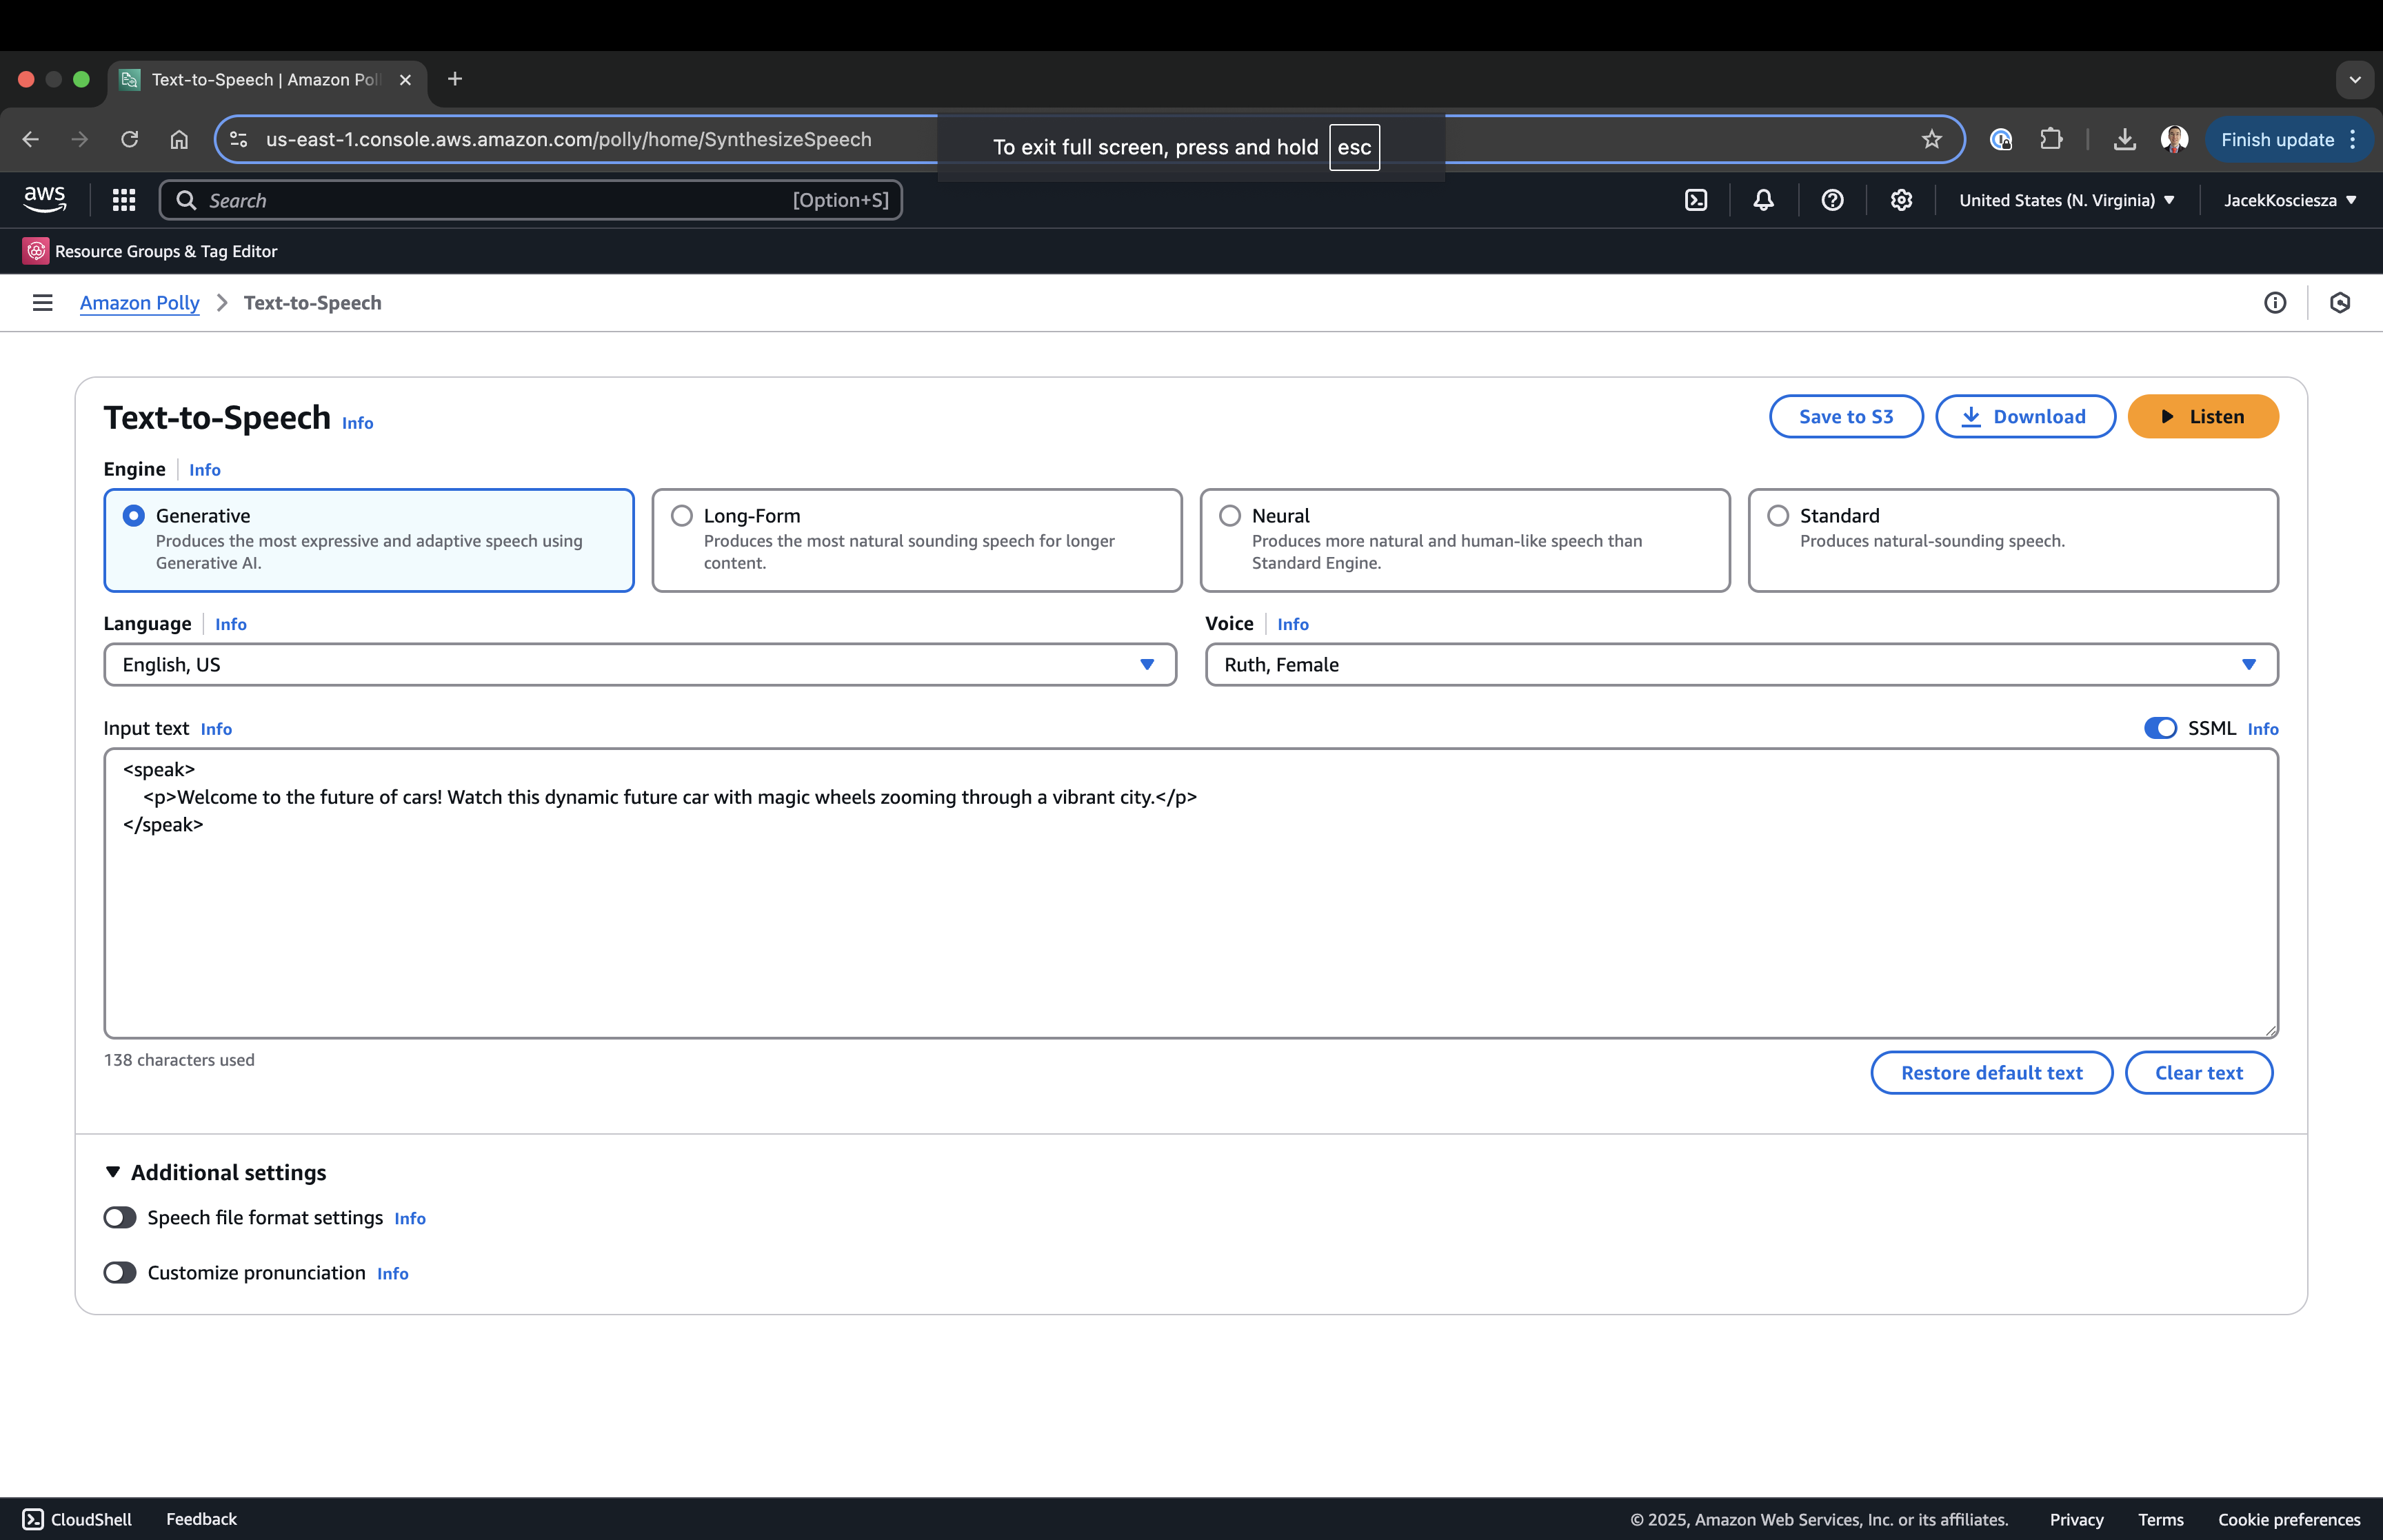 Text-to-Speech | Amazon Pol
us-east-1.console.aws.amazon.com/polly/home/SynthesizeSpeech
To exit full screen, press and hold esc
Finish update
aws
Search
[Option+S]
United States (N. Virginia)
JacekKosciesza
Resource Groups & Tag Editor
Amazon Polly
Text-to-Speech
Text-to-Speech Info
Save to S3
Download
Listen
Engine Info
Generative
Produces the most expressive and adaptive speech using
Generative AI.
Long-Form
Produces the most natural sounding speech for longer
content.
Neural
Produces more natural and human-like speech than
Standard Engine.
Standard
Produces natural-sounding speech.
Language Info
English, US
Voice Info
Ruth, Female
Input text Info
SSML Info
<speak>
<p>Welcome to the future of cars! Watch this dynamic future car with magic wheels zooming through a vibrant city.</p>
</speak>
138 characters used
Restore default text
Clear text
Additional settings
Speech file format settings Info
Customize pronunciation Info
CloudShell
Feedback
© 2025, Amazon Web Services, Inc. or its affiliates.
Privacy
Terms
Cookie preferences